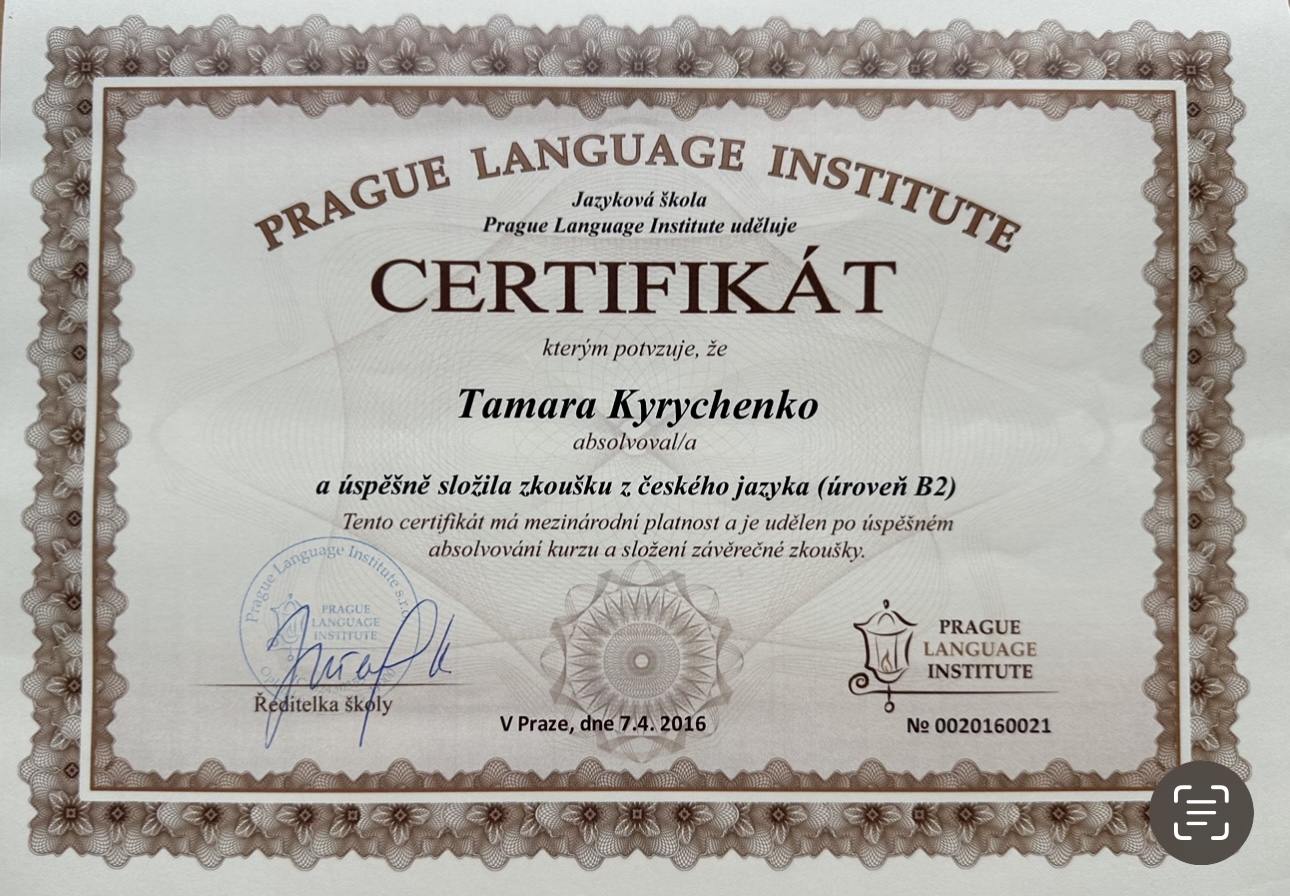 PRAGUE LANGUAGE INSTITUTE
Jazyková škola
Prague Language Institute uděluje
CERTIFIKÁT
kterým potvzuje, že
Tamara Kyrychenko
absolvoval/a
a úspěšně složila zkoušku z českého jazyka (úroveň B2)
Tento certifikát má mezinárodní platnost a je udělen po úspěšném
absolvování kurzu a složení závěrečné zkoušky.
Prague Language Institute s.r.o.
PRAGUE
LANGUAGE
INSTITUTE
Ředitelka školy
V Praze, dne 7.4. 2016
PRAGUE
LANGUAGE
INSTITUTE
№ 0020160021